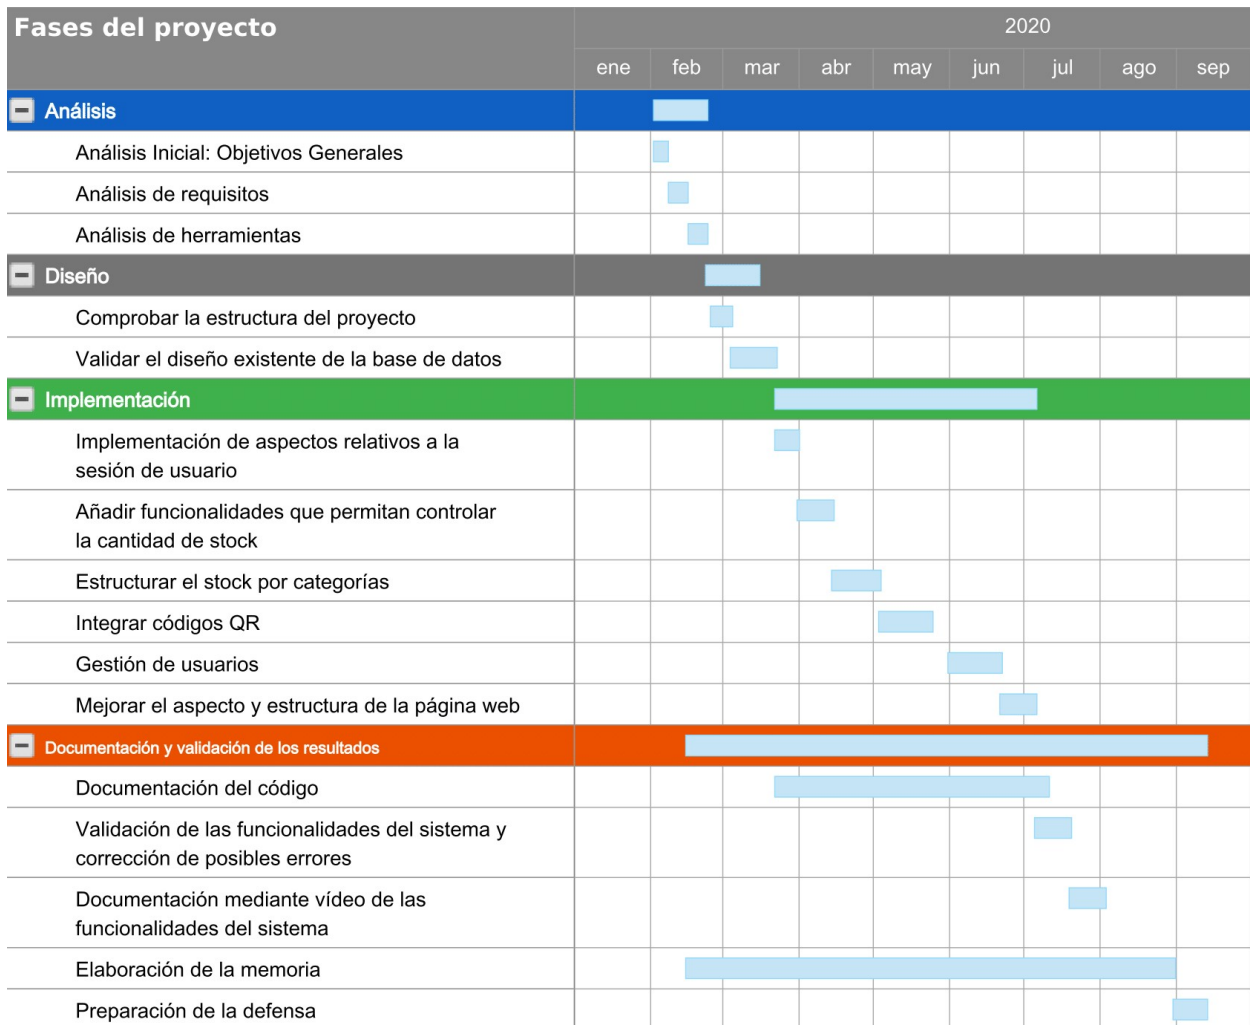 Fases del proyecto
2020
ene feb mar abr may jun jul ago sep
Análisis
Análisis Inicial: Objetivos Generales
Análisis de requisitos
Análisis de herramientas
Diseño
Comprobar la estructura del proyecto
Validar el diseño existente de la base de datos
Implementación
Implementación de aspectos relativos a la
sesión de usuario
Añadir funcionalidades que permitan controlar
la cantidad de stock
Estructurar el stock por categorías
Integrar códigos QR
Gestión de usuarios
Mejorar el aspecto y estructura de la página web
Documentación y validación de los resultados
Documentación del código
Validación de las funcionalidades del sistema y
corrección de posibles errores
Documentación mediante vídeo de las
funcionalidades del sistema
Elaboración de la memoria
Preparación de la defensa